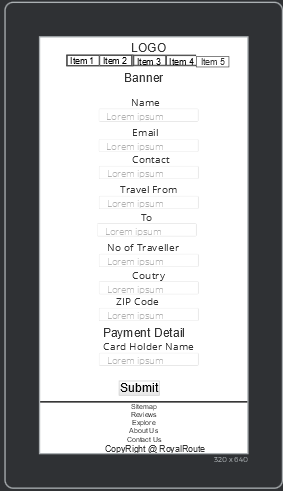 LOGO
Item 1 Item 2 Item 3 Item 4 Item 5
Banner
Name
Lorem ipsum
Email
Lorem ipsum
Contact
Lorem ipsum
Travel From
Lorem ipsum
To
Lorem ipsum
No of Traveller
Lorem ipsum
Coutry
Lorem ipsum
ZIP Code
Lorem ipsum
Payment Detail
Card Holder Name
Lorem ipsum
Submit
Sitemap
Reviews
Explore
About Us
Contact Us
CopyRight @ RoyalRoute
320 x 640